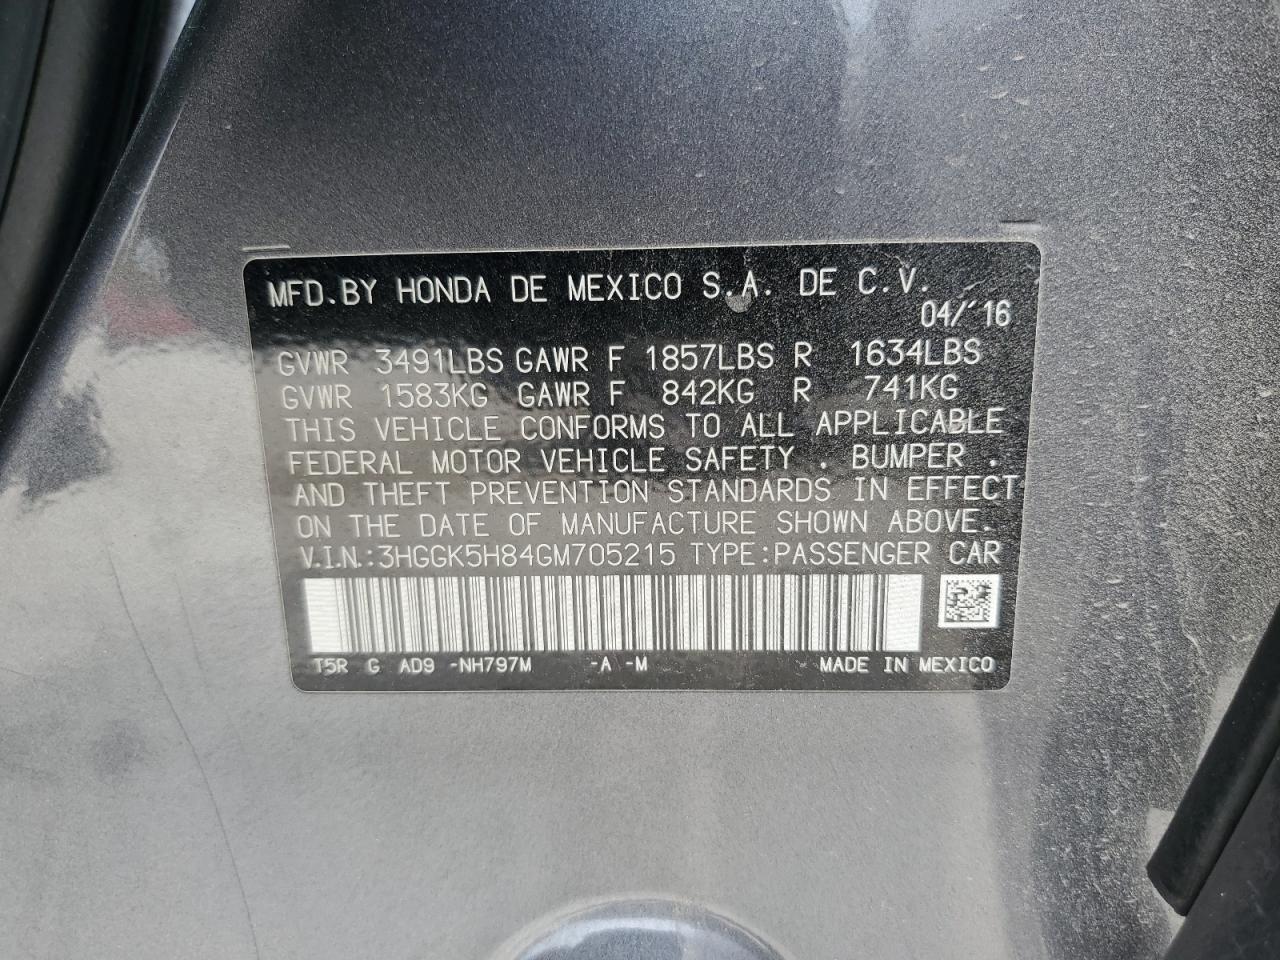 MFD.BY HONDA DE MEXICO S.A. DE C.V.
04/'16
GVWR 3491LBS GAWR F 1857LBS R 1634LBS
GVWR 1583KG GAWR F 842KG R 741KG
THIS VEHICLE CONFORMS TO ALL APPLICABLE
FEDERAL MOTOR VEHICLE SAFETY , BUMPER ,
AND THEFT PREVENTION STANDARDS IN EFFECT
ON THE DATE OF MANUFACTURE SHOWN ABOVE.
V.I.N.:3HGGK5H84GM705215 TYPE:PASSENGER CAR
T5R G AD9 -NH797M -A -M MADE IN MEXICO